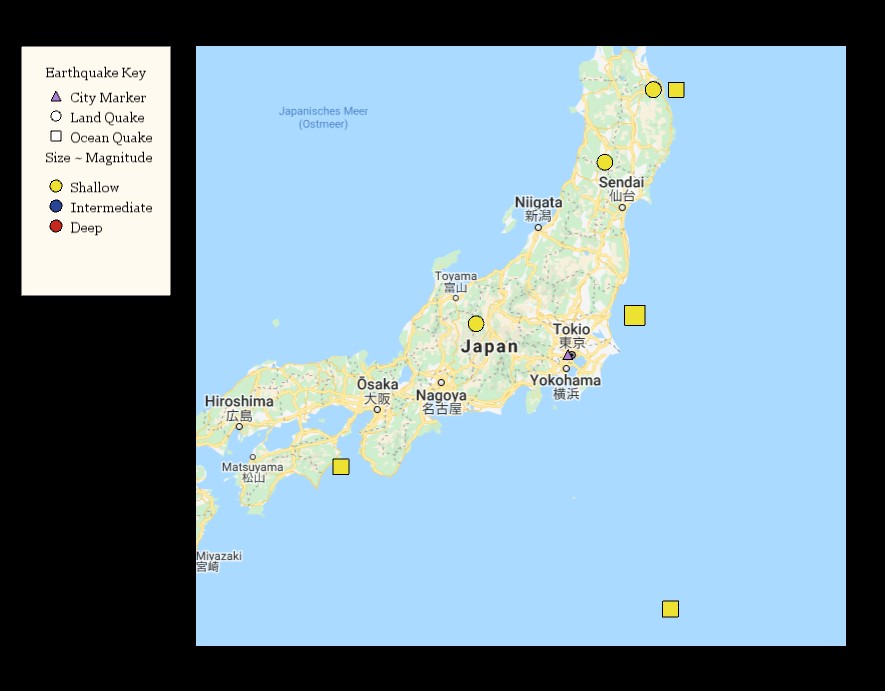 Earthquake Key
City Marker
Land Quake
Ocean Quake
Size ~ Magnitude
Shallow
Intermediate
Deep
Japanisches Meer
(Ostmeer)
Sendai
仙台
Niigata
新潟
Toyama
富山
Tokio
東京
Japan
Yokohama
横浜
Nagoya
名古屋
Ōsaka
大阪
Hiroshima
広島
Matsuyama
松山
Miyazaki
宮崎